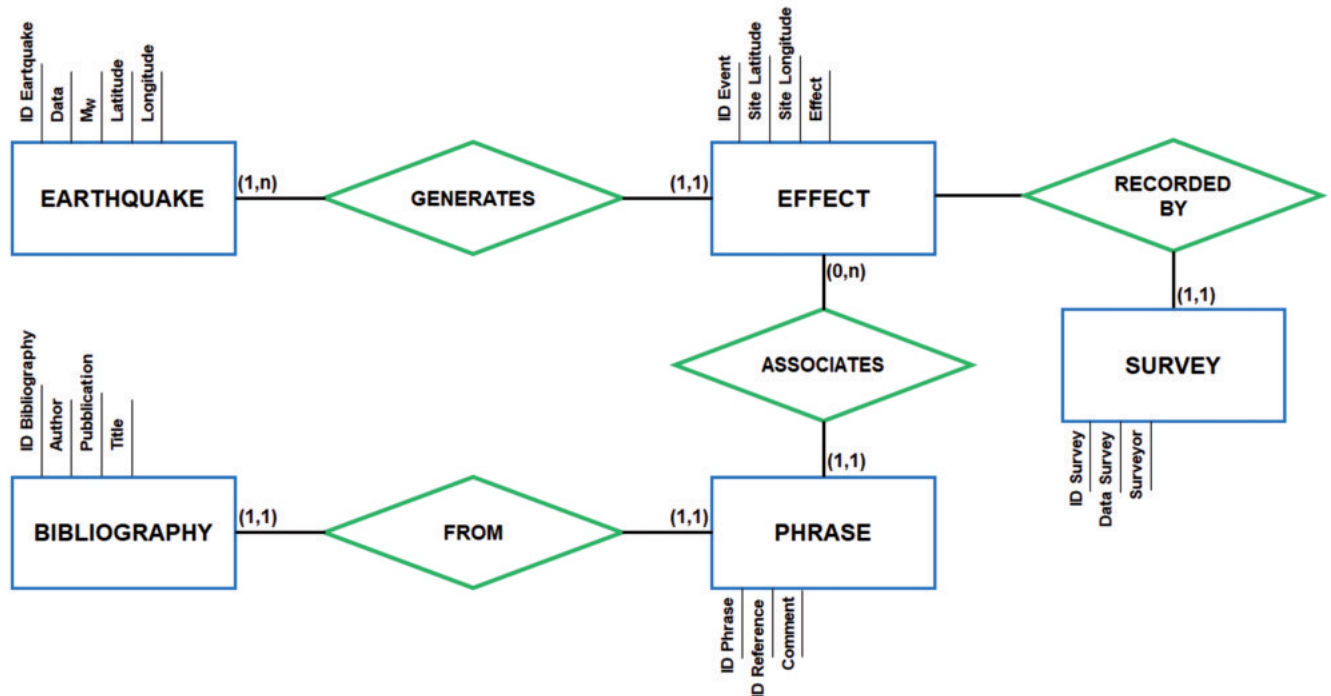 ID Eartquake
Data
Mw
Latitude
Longitude
EARTHQUAKE
(1,n)
GENERATES
(1,1)
ID Event
Site Latitude
Site Longitude
Effect
EFFECT
RECORDED
BY
(0,n)
(1,1)
ASSOCIATES
SURVEY
ID Survey
Data Survey
Surveyor
ID Bibliography
Author
Pubblication
Title
BIBLIOGRAPHY
(1,1)
FROM
(1,1)
(1,1)
PHRASE
ID Phrase
ID Reference
Comment